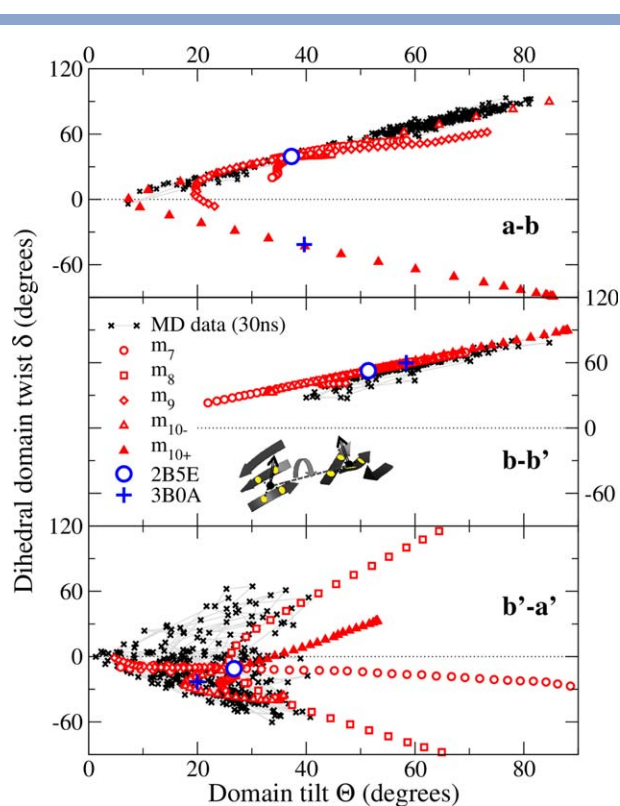 0 20 40 60 80
120
60
0
-60
a-b
MD data (30ns)
m7
m8
m9
m10-
m10+
2B5E
3B0A
120
60
0
-60
b-b'
120
60
0
-60
b'-a'
0 20 40 60 80
Domain tilt Θ (degrees)
Dihedral domain twist δ (degrees)